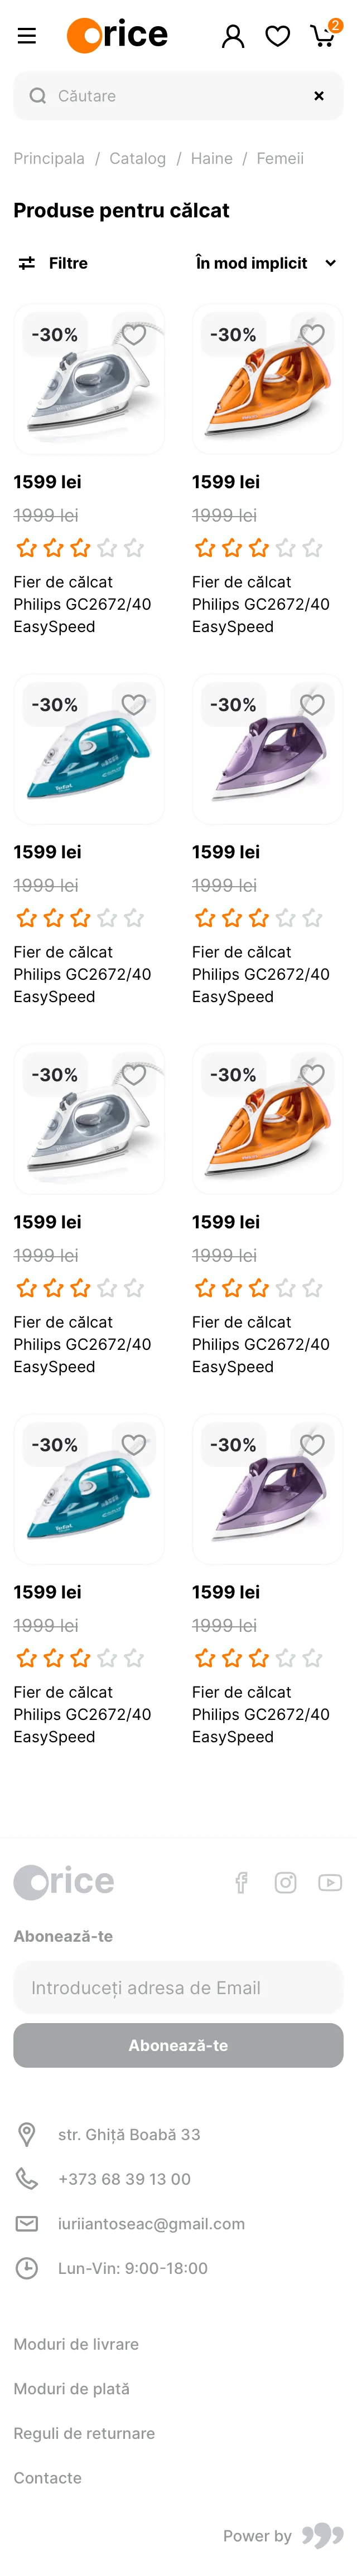 Orice
2
Căutare
Principala / Catalog / Haine / Femeii
Produse pentru călcat
Filtre
În mod implicit
-30%
-30%
1599 lei
1599 lei
1999 lei
1999 lei
Fier de călcat
Philips GC2672/40
EasySpeed
Fier de călcat
Philips GC2672/40
EasySpeed
-30%
Tefal
-30%
1599 lei
1599 lei
1999 lei
1999 lei
Fier de călcat
Philips GC2672/40
EasySpeed
Fier de călcat
Philips GC2672/40
EasySpeed
-30%
-30%
1599 lei
1599 lei
1999 lei
1999 lei
Fier de călcat
Philips GC2672/40
EasySpeed
Fier de călcat
Philips GC2672/40
EasySpeed
-30%
Tefal
-30%
1599 lei
1599 lei
1999 lei
1999 lei
Fier de călcat
Philips GC2672/40
EasySpeed
Fier de călcat
Philips GC2672/40
EasySpeed
Orice
Abonează-te
Introduceți adresa de Email
Abonează-te
str. Ghiță Boabă 33
+373 68 39 13 00
iuriiantoseac@gmail.com
Lun-Vin: 9:00-18:00
Moduri de livrare
Moduri de plată
Reguli de returnare
Contacte
Power by